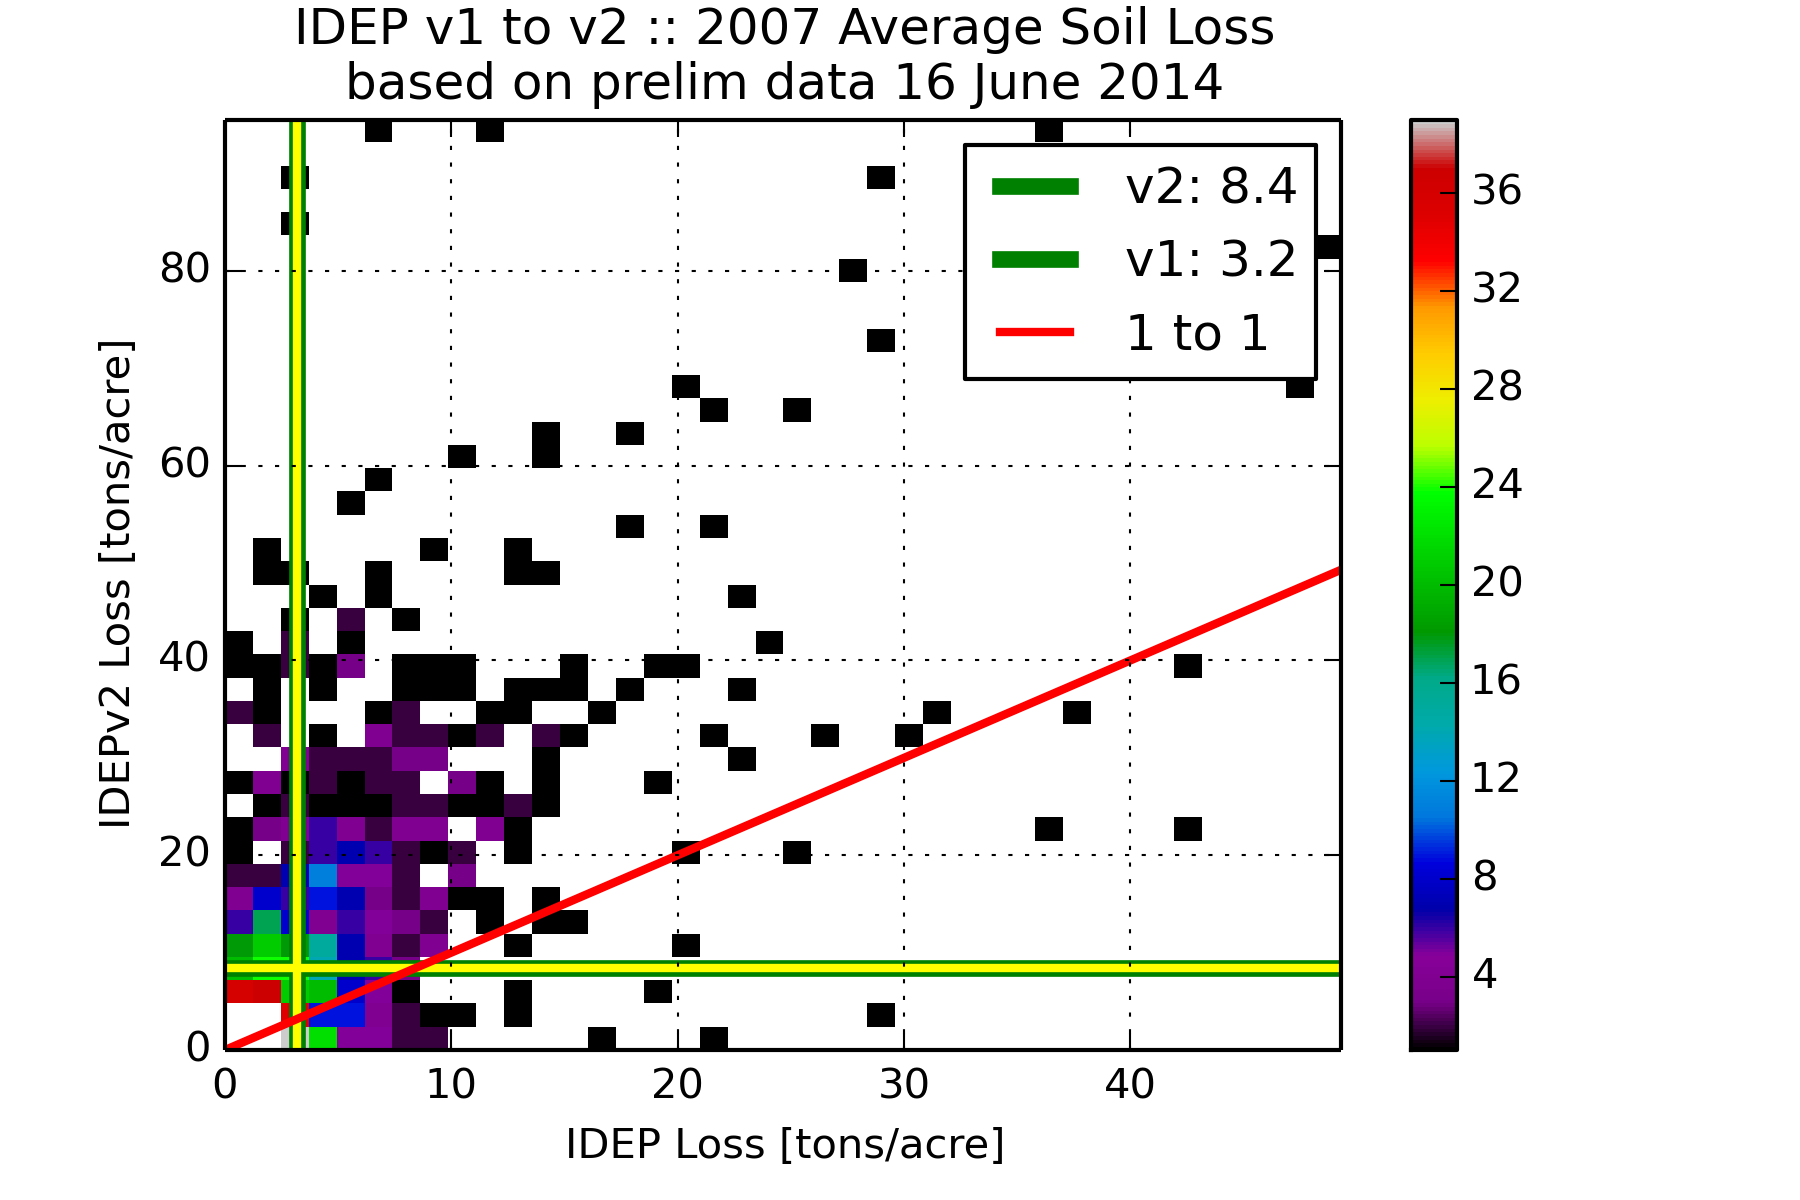 IDEP v1 to v2 :: 2007 Average Soil Loss
based on prelim data 16 June 2014
v2: 8.4
v1: 3.2
1 to 1
IDEPv2 Loss [tons/acre]
80
60
40
20
0
0 10 20 30 40
IDEP Loss [tons/acre]
36
32
28
24
20
16
12
8
4